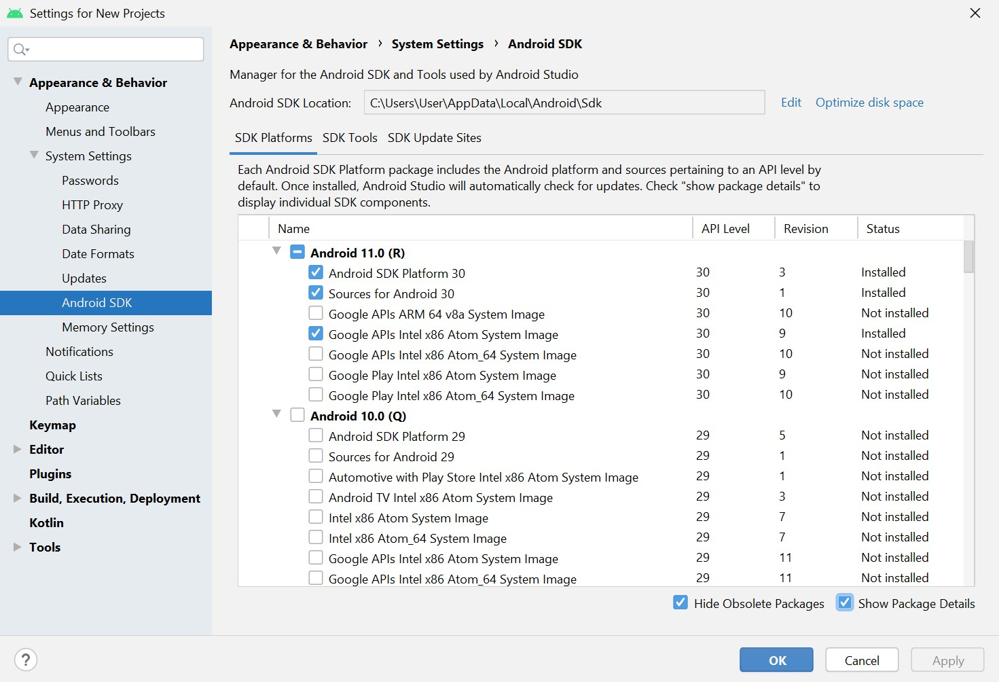 Settings for New Projects
Appearance & Behavior
Appearance
Menus and Toolbars
System Settings
Passwords
HTTP Proxy
Data Sharing
Date Formats
Updates
Android SDK
Memory Settings
Notifications
Quick Lists
Path Variables
Keymap
Editor
Plugins
Build, Execution, Deployment
Kotlin
Tools
Appearance & Behavior › System Settings › Android SDK
Manager for the Android SDK and Tools used by Android Studio
Android SDK Location: C:\Users\User\AppData\Local\Android\Sdk Edit Optimize disk space
SDK Platforms SDK Tools SDK Update Sites
Each Android SDK Platform package includes the Android platform and sources pertaining to an API level by
default. Once installed, Android Studio will automatically check for updates. Check "show package details" to
display individual SDK components.
Name API Level Revision Status
Android 11.0 (R)
Android SDK Platform 30 30 3 Installed
Sources for Android 30 30 1 Installed
Google APIs ARM 64 v8a System Image 30 10 Not installed
Google APIs Intel x86 Atom System Image 30 9 Installed
Google APIs Intel x86 Atom_64 System Image 30 10 Not installed
Google Play Intel x86 Atom System Image 30 9 Not installed
Google Play Intel x86 Atom_64 System Image 30 10 Not installed
Android 10.0 (Q)
Android SDK Platform 29 29 5 Not installed
Sources for Android 29 29 1 Not installed
Automotive with Play Store Intel x86 Atom System Image 29 1 Not installed
Android TV Intel x86 Atom System Image 29 3 Not installed
Intel x86 Atom System Image 29 7 Not installed
Intel x86 Atom_64 System Image 29 7 Not installed
Google APIs Intel x86 Atom System Image 29 11 Not installed
Google APIs Intel x86 Atom_64 System Image 29 11 Not installed
Hide Obsolete Packages Show Package Details
? OK Cancel Apply